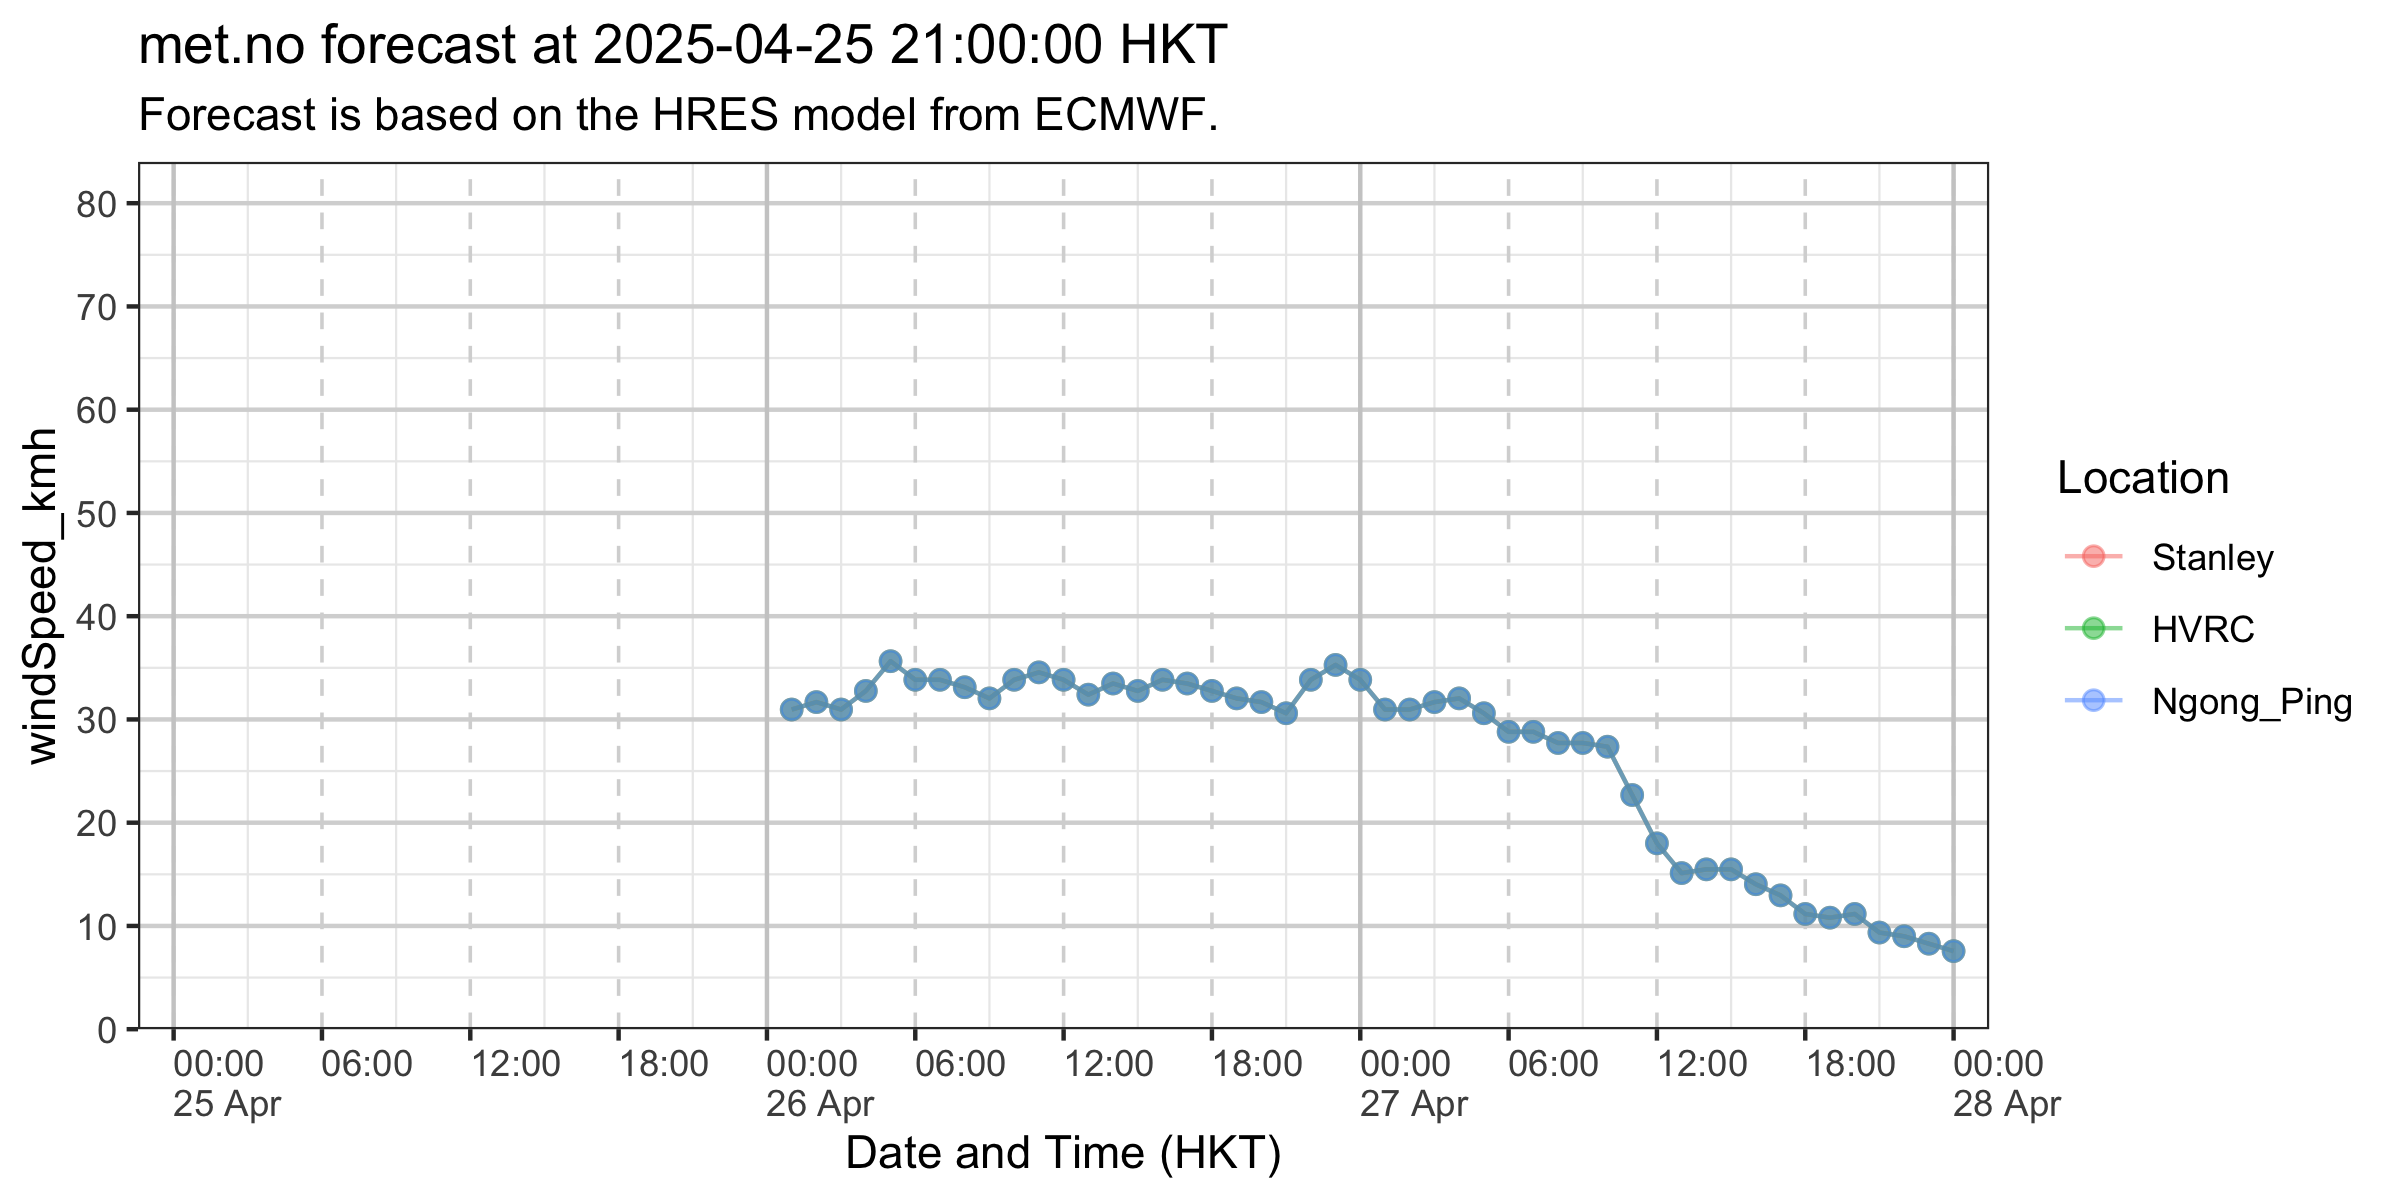 met.no forecast at 2025-04-25 21:00:00 HKT
Forecast is based on the HRES model from ECMWF.
windSpeed_kmh
80
70
60
50
40
30
20
10
0
00:00 06:00 12:00 18:00 00:00 06:00 12:00 18:00 00:00 06:00 12:00 18:00 00:00
25 Apr 26 Apr 27 Apr 28 Apr
Date and Time (HKT)
Location
Stanley
HVRC
Ngong_Ping